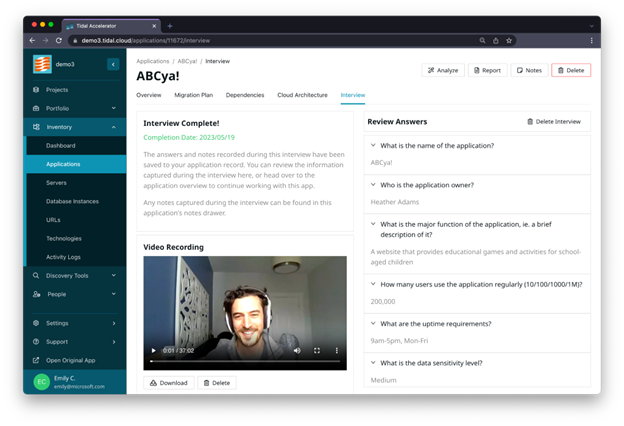 Tidal Accelerator
demo3.tidal.cloud/applications/11672/interview
demo3
Projects
Portfolio
Inventory
Dashboard
Applications
Servers
Database Instances
URLs
Technologies
Activity Logs
Discovery Tools
People
Settings
Support
Open Original App
EC
Emily C.
emily@microsoft.com
Applications / ABCya! / Interview
ABCya!
Analyze
Report
Notes
Delete
Overview
Migration Plan
Dependencies
Cloud Architecture
Interview
Interview Complete!
Completion Date: 2023/05/19
The answers and notes recorded during this interview have been
saved to your application record. You can review the information
captured during the interview here, or head over to the
application overview to continue working with this app.
Any notes captured during the interview can be found in this
application's notes drawer.
Video Recording
0:01 / 37:02
Download
Delete
Review Answers
Delete Interview
What is the name of the application?
ABCya!
Who is the application owner?
Heather Adams
What is the major function of the application, ie. a brief
description of it?
A website that provides educational games and activities for school-
aged children
How many users use the application regularly (10/100/1000/1M)?
200,000
What are the uptime requirements?
9am-5pm, Mon-Fri
What is the data sensitivity level?
Medium